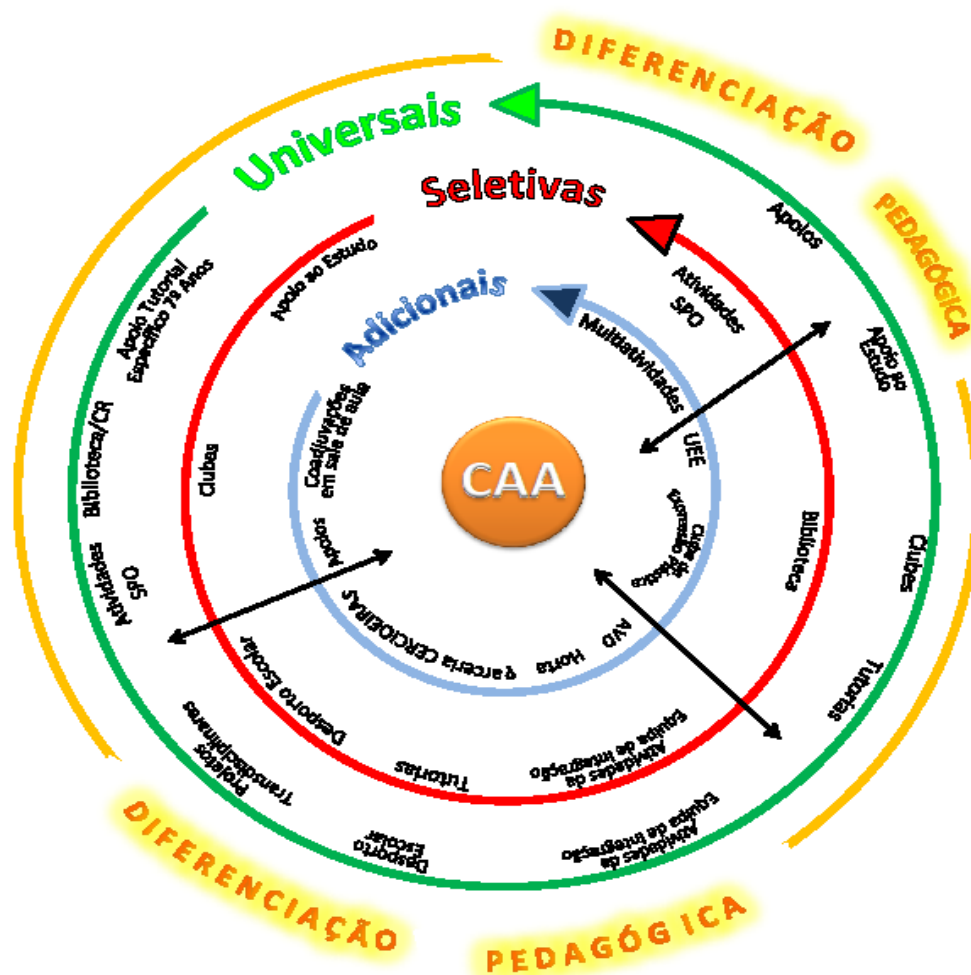 DIFERENCIAÇÃO
PEDAGÓGICA
Universais
Apoios
Apoio ao
Estudo
Clubes
Tutorias
Atividades da
Equipa de Integração
Desporto
Escolar
Projetos
Transdisciplinares
Atividades
SPO
Biblioteca/CR
Apoio Tutorial
Específico 79 Anos
Seletivas
Atividades
SPO
Biblioteca
Atividades da
Equipa de Integração
Tutorias
Desporto Escolar
Clubes
Apoio ao Estudo
Adicionais
Multiatividades
UEE
Clube de
Expressão Plástica
AVD
Horta
Parceria CERCIOEIRAS
Apoios
Coadjuvações
em sala de aula
CAA
DIFERENCIAÇÃO
PEDAGÓGICA